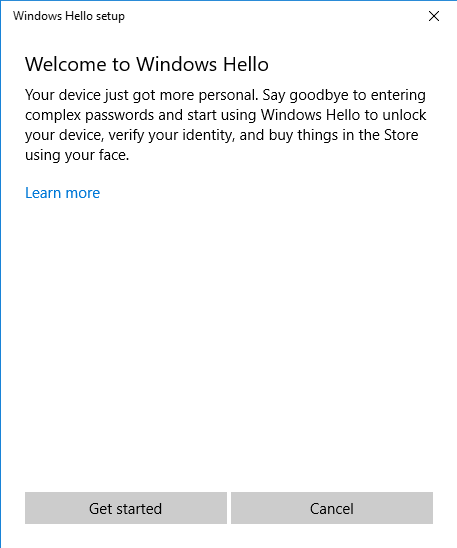 Windows Hello setup
Welcome to Windows Hello
Your device just got more personal. Say goodbye to entering
complex passwords and start using Windows Hello to unlock
your device, verify your identity, and buy things in the Store
using your face.
Learn more
Get started
Cancel